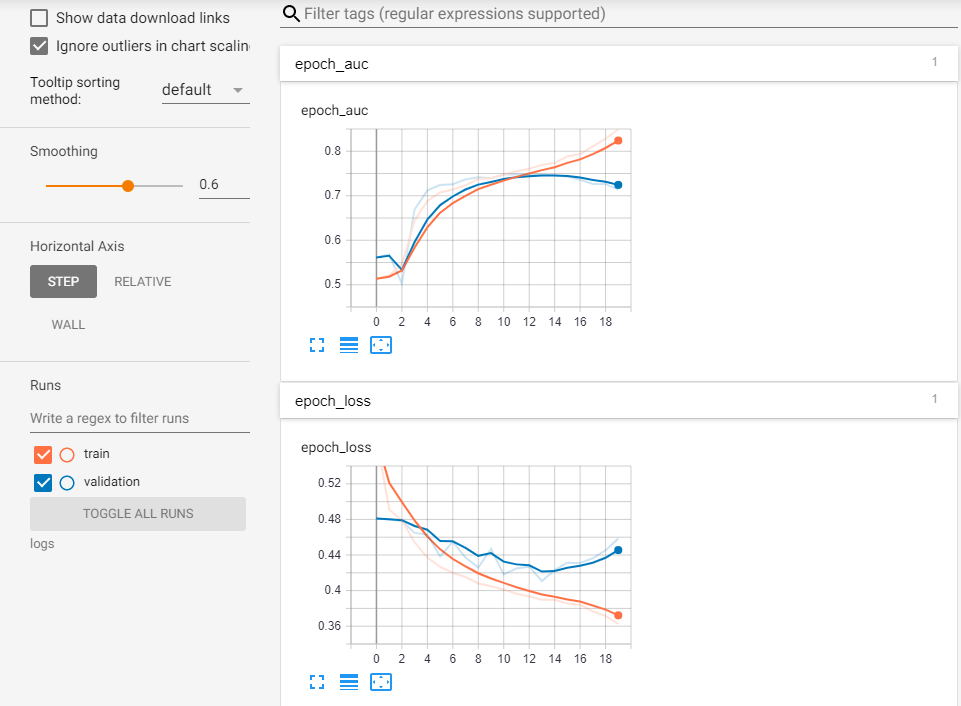 Show data download links
Ignore outliers in chart scalin
Tooltip sorting
method:
default
Smoothing
0.6
Horizontal Axis
STEP
RELATIVE
WALL
Runs
Write a regex to filter runs
train
validation
TOGGLE ALL RUNS
logs
Filter tags (regular expressions supported)
epoch_auc
1
epoch_auc
0.8
0.7
0.6
0.5
0 2 4 6 8 10 12 14 16 18
epoch_loss
1
epoch_loss
0.52
0.48
0.44
0.4
0.36
0 2 4 6 8 10 12 14 16 18